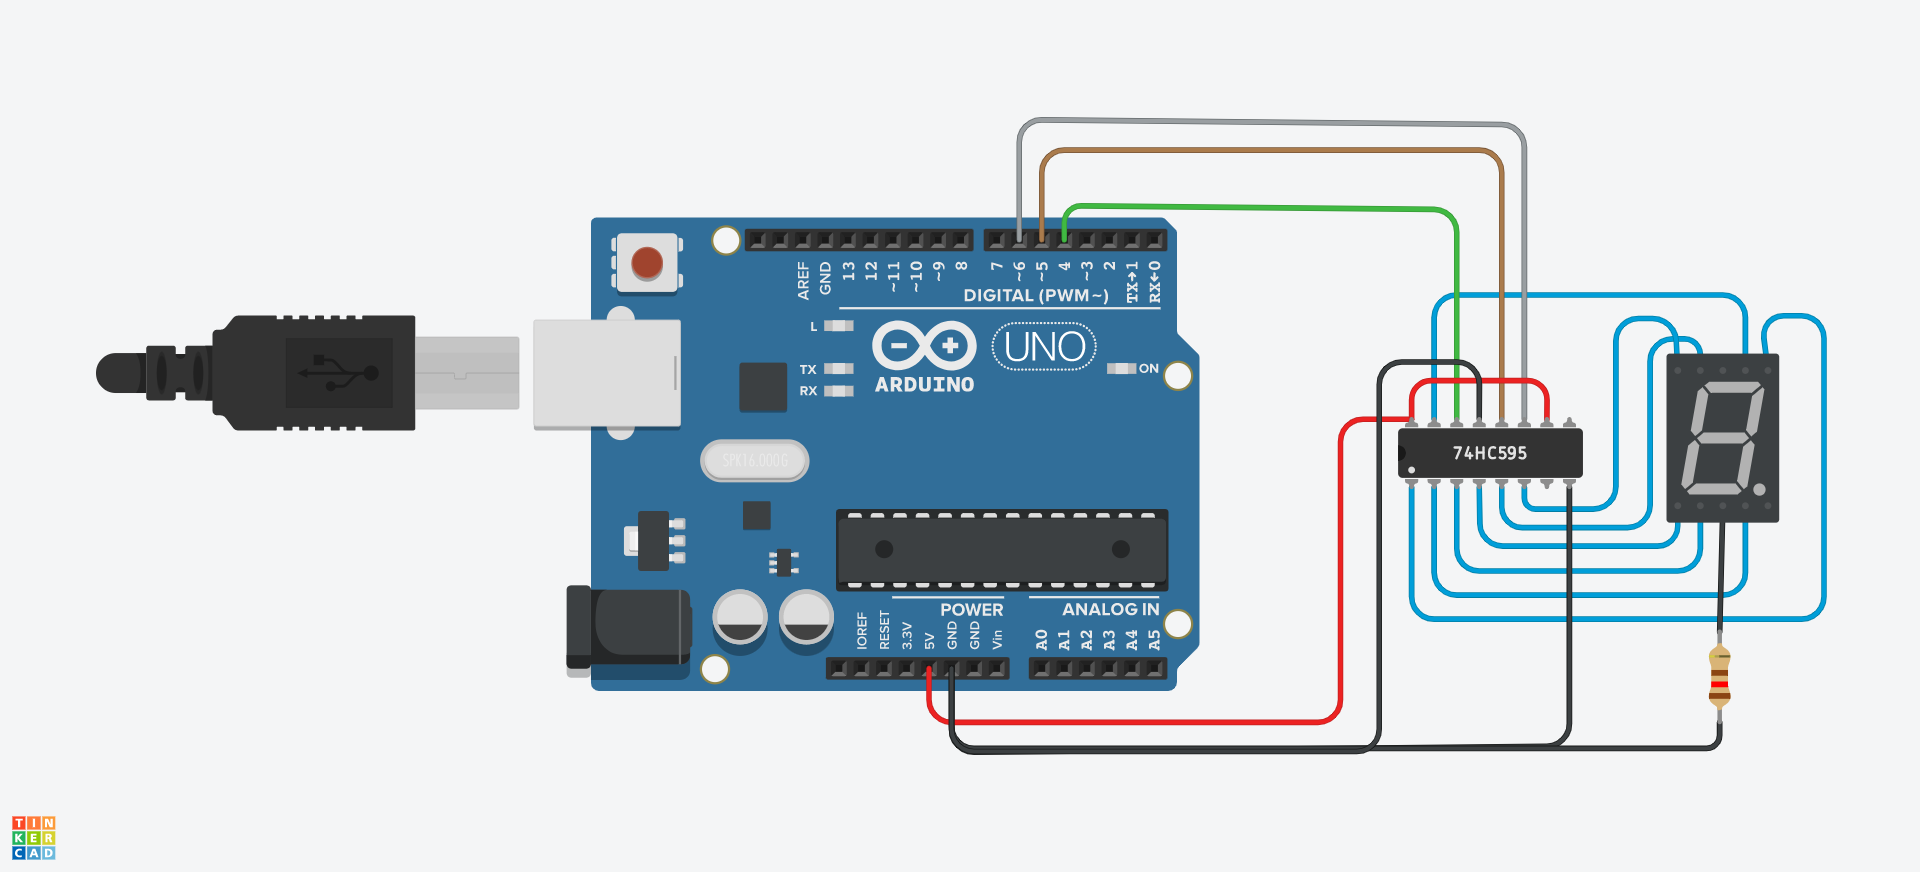 AREF
GND
13
12
~11
~10
~9
8
7
~6
~5
4
~3
2
TX→1
RX←0
DIGITAL (PWM~)
L
TX
RX
UNO
ARDUINO
ON
SPK16.000G
74HC595
POWER
ANALOG IN
IOREF
RESET
3.3V
5V
GND
GND
Vin
A0
A1
A2
A3
A4
A5
TIN
KER
CAD